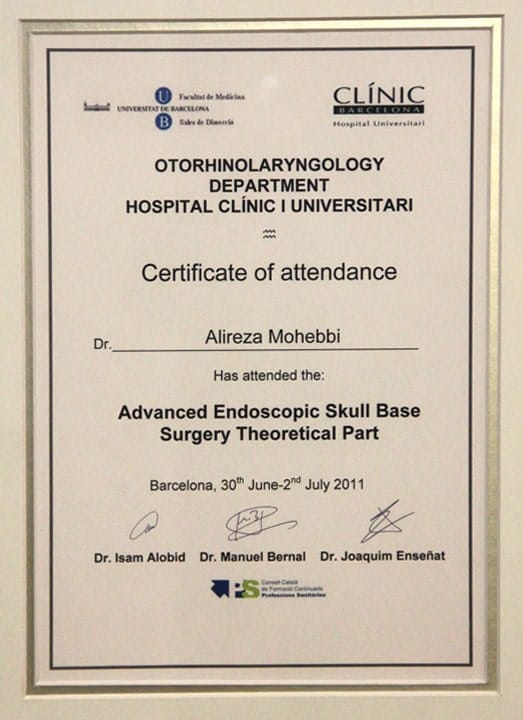 U
Facultat de Medicina
UNIVERSITAT DE BARCELONA
B
Sales de Dissecció
CLÍNIC
BARCELONA
Hospital Universitari
OTORHINOLARYNGOLOGY
DEPARTMENT
HOSPITAL CLÍNIC I UNIVERSITARI
Certificate of attendance
Dr. Alireza Mohebbi
Has attended the:
Advanced Endoscopic Skull Base
Surgery Theoretical Part
Barcelona, 30th June-2nd July 2011
Dr. Isam Alobid Dr. Manuel Bernal Dr. Joaquim Enseñat
PS
Consell Català
de Formació Continuada
Professions Sanitàries